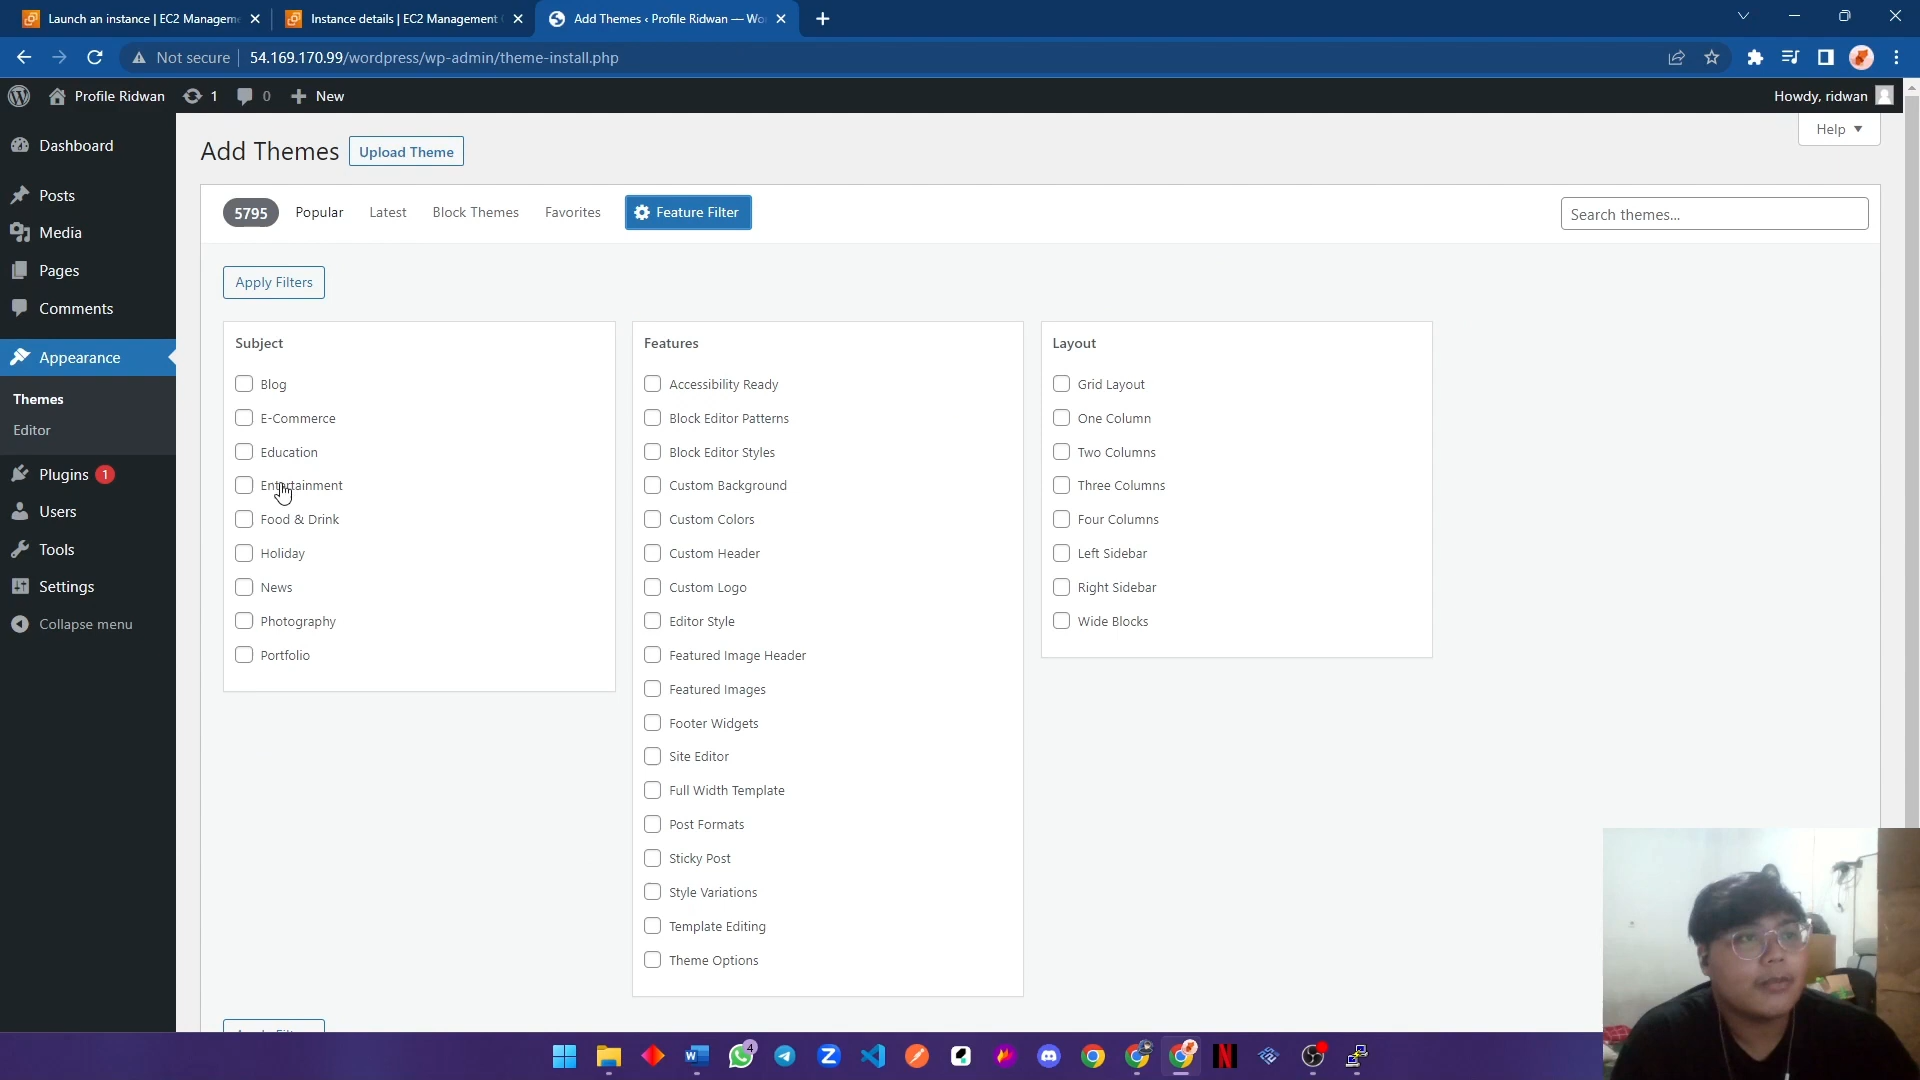 Launch an instance | EC2 Manageme
Instance details | EC2 Management
Add Themes ‹ Profile Ridwan — Wo
Not secure
54.169.170.99/wordpress/wp-admin/theme-install.php
Profile Ridwan
1
0
New
Howdy, ridwan
Help
Dashboard
Posts
Media
Pages
Comments
Appearance
Themes
Editor
Plugins 1
Users
Tools
Settings
Collapse menu
Add Themes
Upload Theme
5795
Popular
Latest
Block Themes
Favorites
Feature Filter
Search themes...
Apply Filters
Subject
Blog
E-Commerce
Education
Entertainment
Food & Drink
Holiday
News
Photography
Portfolio
Features
Accessibility Ready
Block Editor Patterns
Block Editor Styles
Custom Background
Custom Colors
Custom Header
Custom Logo
Editor Style
Featured Image Header
Featured Images
Footer Widgets
Site Editor
Full Width Template
Post Formats
Sticky Post
Style Variations
Template Editing
Theme Options
Layout
Grid Layout
One Column
Two Columns
Three Columns
Four Columns
Left Sidebar
Right Sidebar
Wide Blocks
4